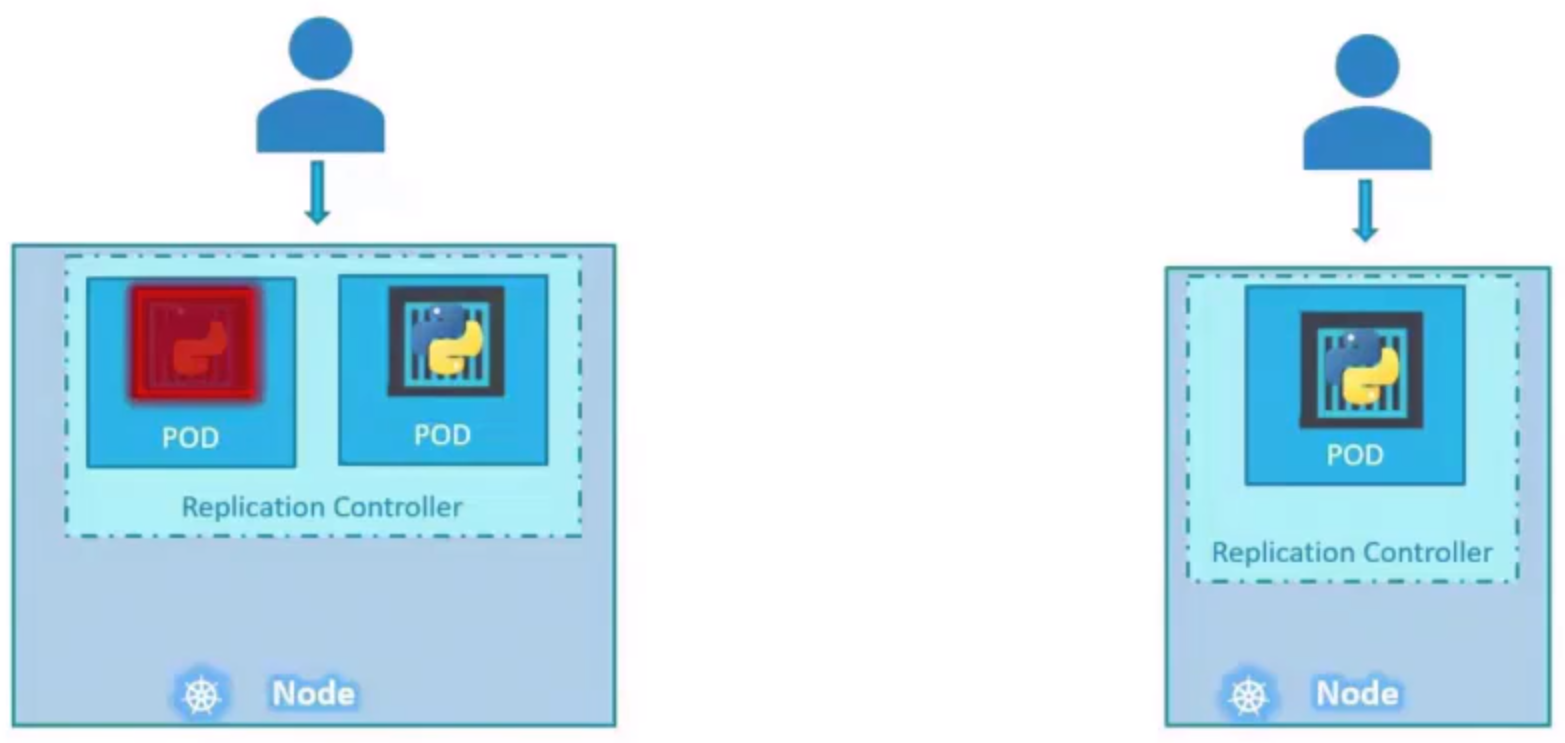 POD
POD
Replication Controller
Node
POD
Replication Controller
Node